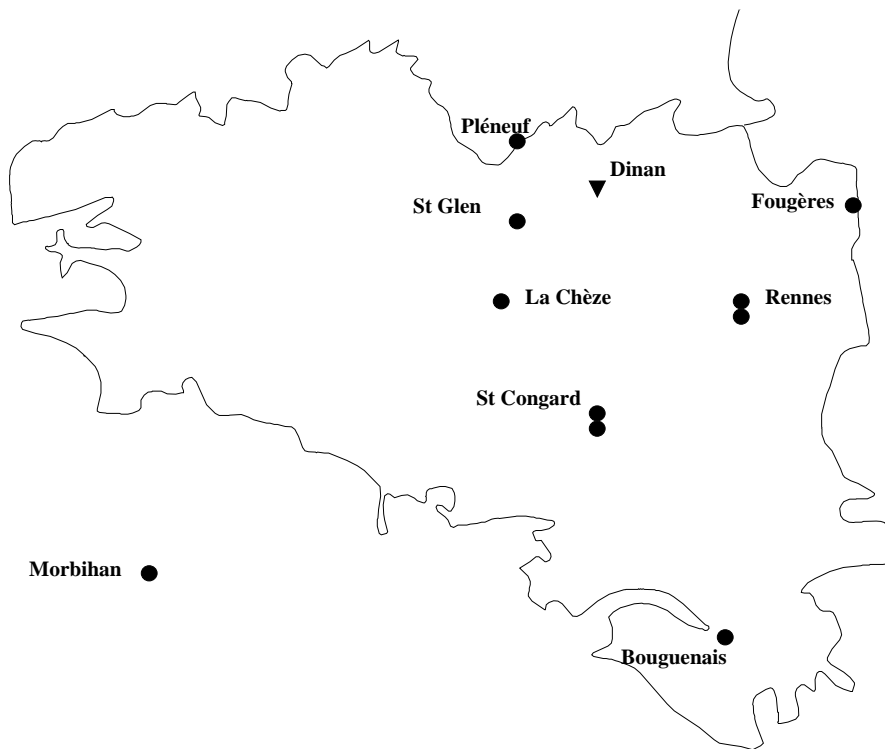 Pléneuf
Dinan
St Glen
Fougères
La Chèze
Rennes
St Congard
Morbihan
Bouguenais